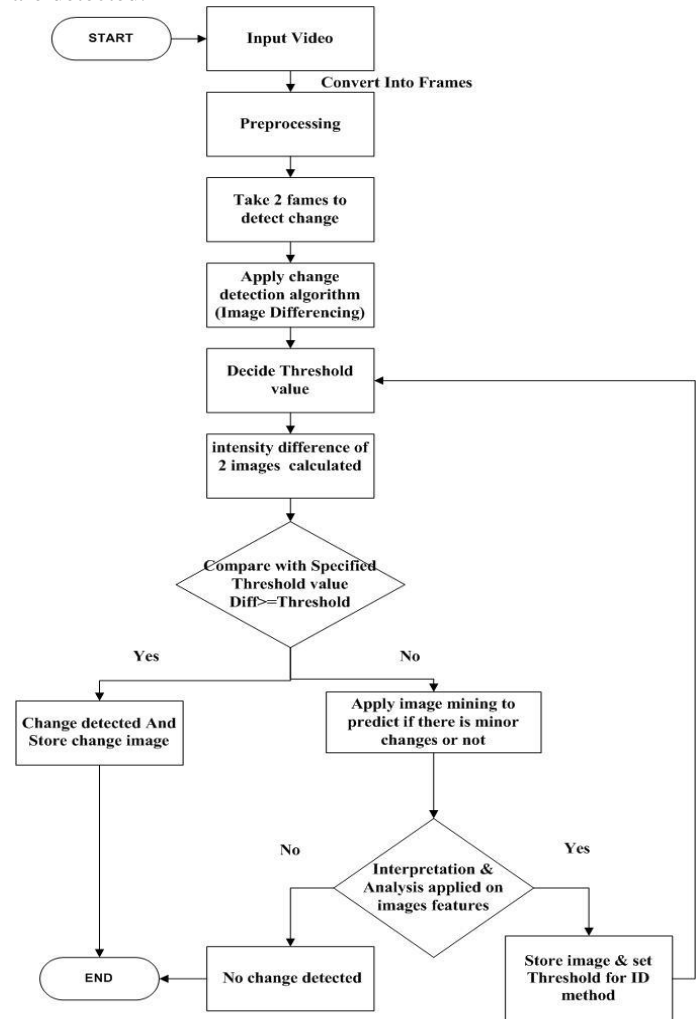 START
Input Video
Convert Into Frames
Preprocessing
Take 2 fames to
detect change
Apply change
detection algorithm
(Image Differencing)
Decide Threshold
value
intensity difference of
2 images calculated
Compare with Specified
Threshold value
Diff>=Threshold
Yes
No
Change detected And
Store change image
Apply image mining to
predict if there is minor
changes or not
No
Yes
Interpretation &
Analysis applied on
images features
END
No change detected
Store image & set
Threshold for ID
method